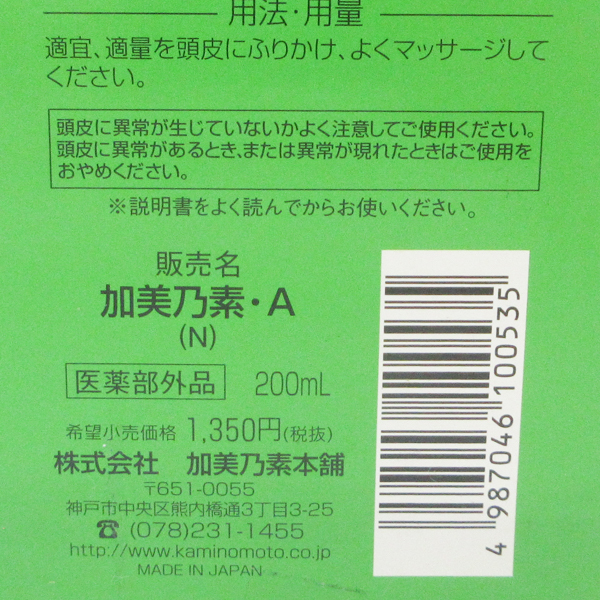 用法・用量
適宜、適量を頭皮にふりかけ、よくマッサージして
ください。
頭皮に異常が生じていないかよく注意してご使用ください。
頭皮に異常があるとき、または異常が現れたときはご使用を
おやめください。
※説明書をよく読んでからお使いください。
販売名
加美乃素・A
(N)
医薬部外品 200mL
希望小売価格 1,350円(税抜)
株式会社 加美乃素本舗
〒651-0055
神戸市中央区熊内橋通3丁目3-25
☎ (078)231-1455
http://www.kaminomoto.co.jp
MADE IN JAPAN
4 987046 100535